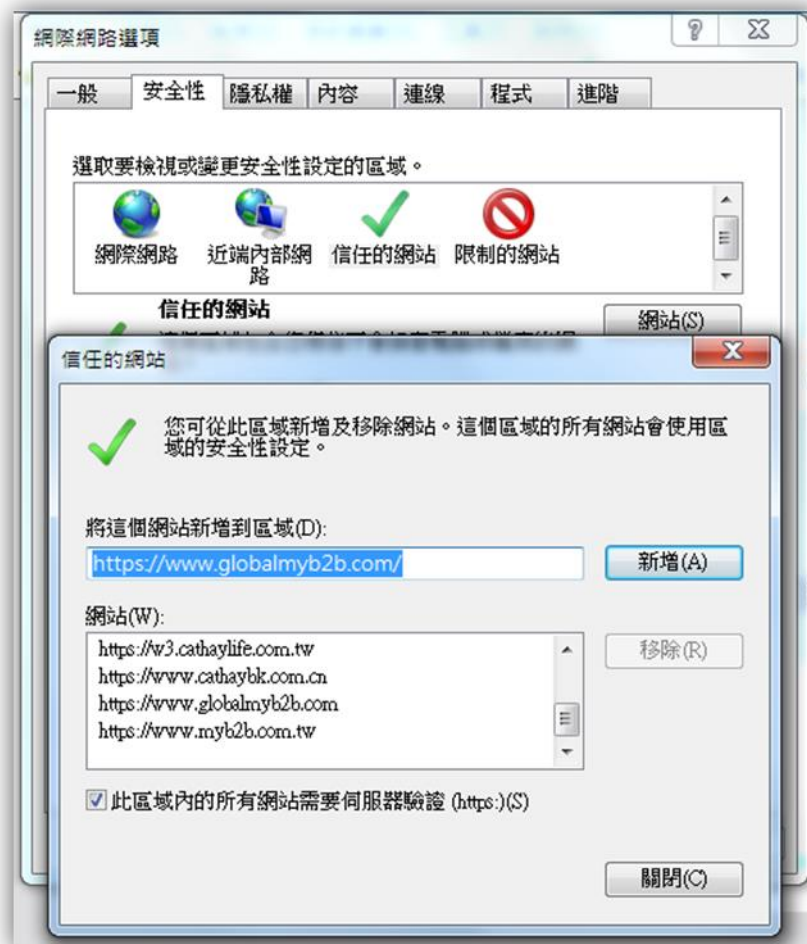 網際網路選項
一般 安全性 隱私權 內容 連線 程式 進階
選取要檢視或變更安全性設定的區域。
網際網路 近端內部網路 信任的網站 限制的網站
信任的網站
網站(S)
信任的網站
您可從此區域新增及移除網站。這個區域的所有網站會使用區
域的安全性設定。
將這個網站新增到區域(D):
https://www.globalmyb2b.com/
新增(A)
網站(W):
https://w3.cathaylife.com.tw
https://www.cathaybk.com.cn
https://www.globalmyb2b.com
https://www.myb2b.com.tw
移除(R)
此區域內的所有網站需要伺服器驗證 (https:)(S)
關閉(C)